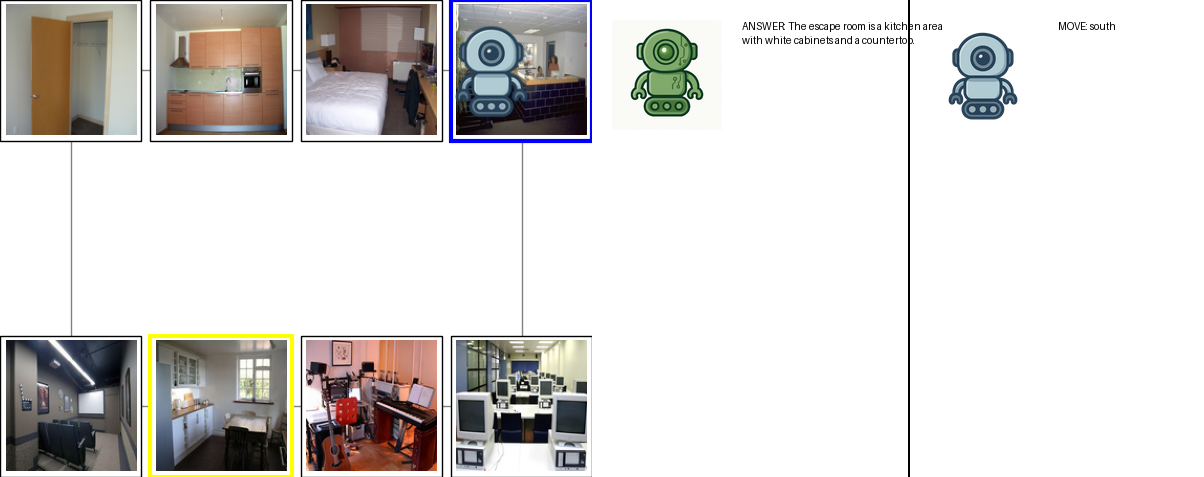 ANSWER: The escape room is a kitchen area
with white cabinets and a countertop.
MOVE: south